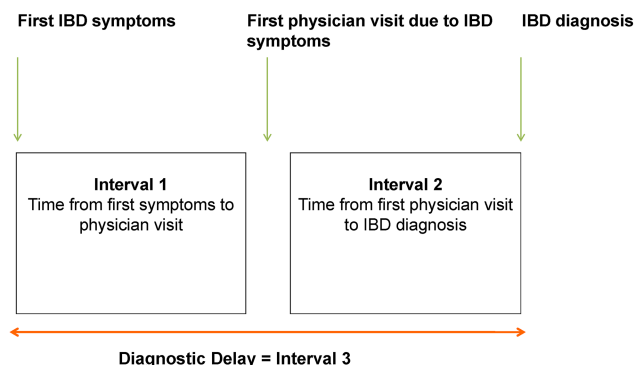 First IBD symptoms
First physician visit due to IBD
symptoms
IBD diagnosis
Interval 1
Time from first symptoms to
physician visit
Interval 2
Time from first physician visit
to IBD diagnosis
Diagnostic Delay = Interval 3